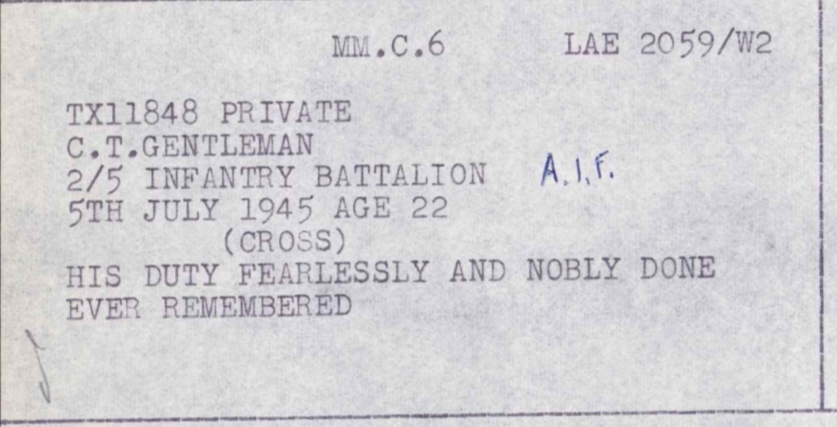 MM.C.6 LAE 2059/W2
TX11848 PRIVATE
C.T.GENTLEMAN
2/5 INFANTRY BATTALION A.I.F.
5TH JULY 1945 AGE 22
(CROSS)
HIS DUTY FEARLESSLY AND NOBLY DONE
EVER REMEMBERED